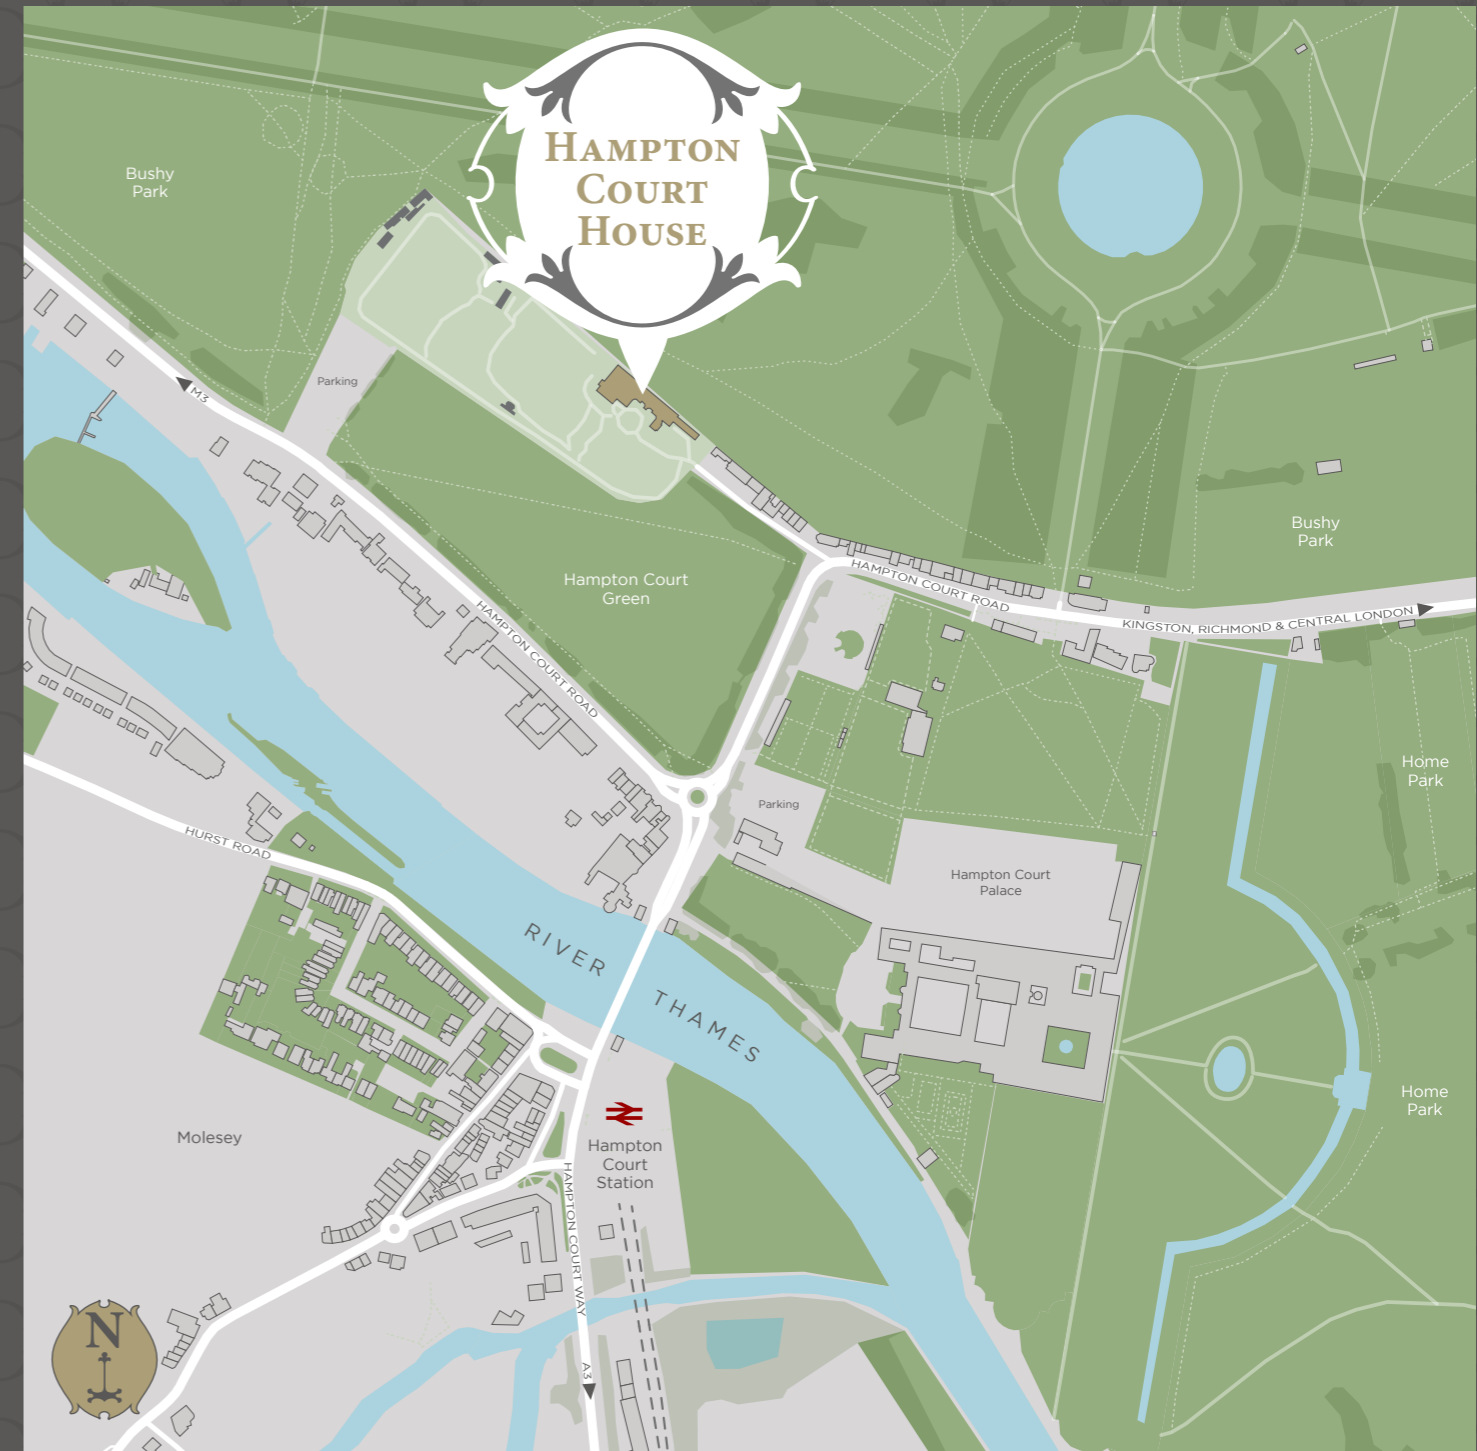 HAMPTON
COURT
HOUSE
Bushy
Park
Parking
M3
Bushy
Park
Hampton Court
Green
HAMPTON COURT ROAD
KINGSTON, RICHMOND & CENTRAL LONDON
HAMPTON COURT ROAD
Home
Park
Parking
HURST ROAD
Hampton Court
Palace
RIVER THAMES
Home
Park
Molesey
Hampton
Court
Station
HAMPTON COURT WAY
A3
N